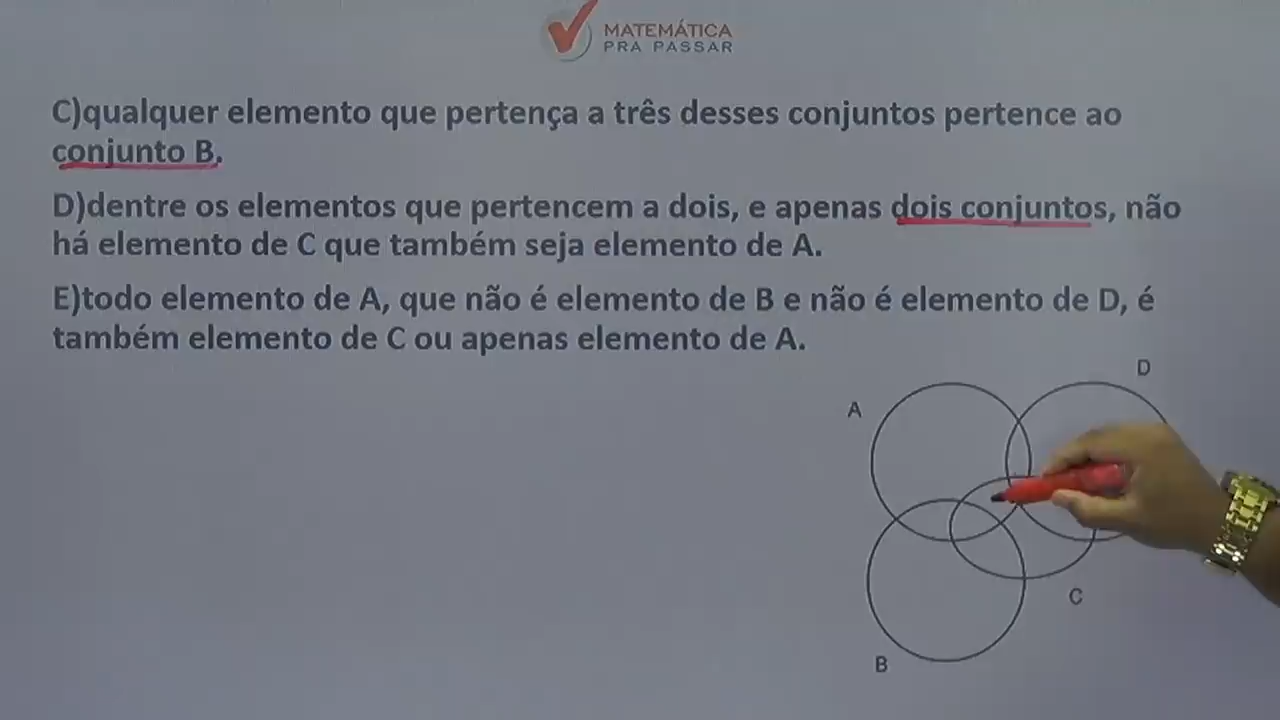 MATEMÁTICA
PRA PASSAR
C)qualquer elemento que pertença a três desses conjuntos pertence ao
conjunto B.
D)dentre os elementos que pertencem a dois, e apenas dois conjuntos, não
há elemento de C que também seja elemento de A.
E)todo elemento de A, que não é elemento de B e não é elemento de D, é
também elemento de C ou apenas elemento de A.
D
A
C
B